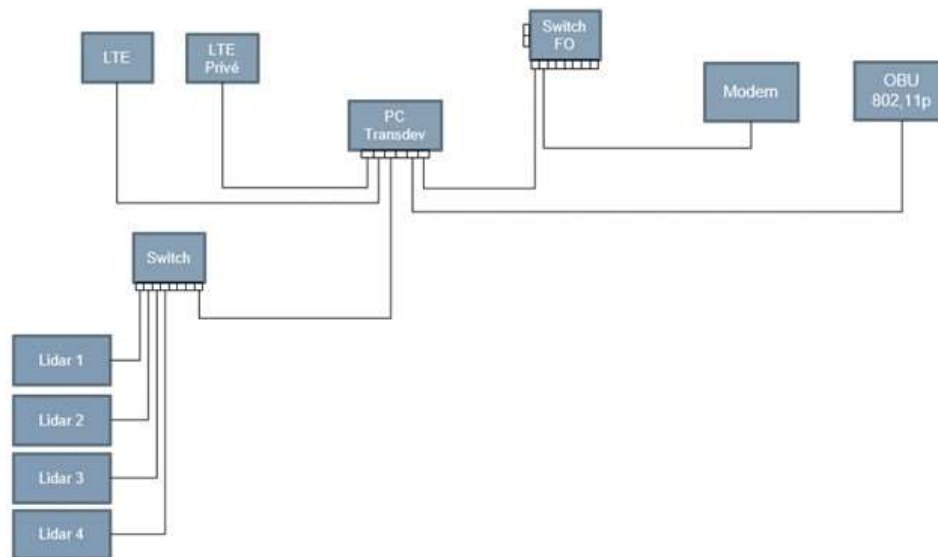 LTE
LTE
Privé
Switch
FO
Modem
OBU
802,11p
PC
Transdev
Switch
Lidar 1
Lidar 2
Lidar 3
Lidar 4